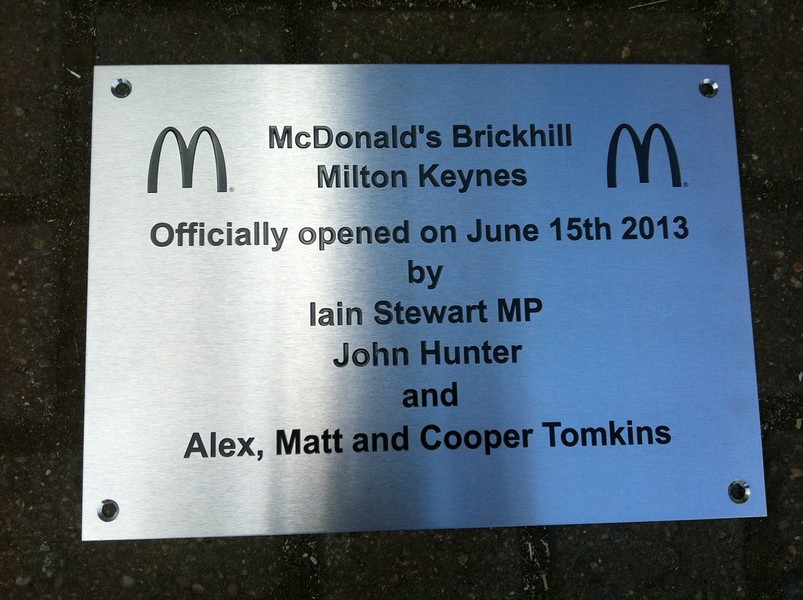 McDonald's Brickhill
Milton Keynes
Officially opened on June 15th 2013
by
Iain Stewart MP
John Hunter
and
Alex, Matt and Cooper Tomkins